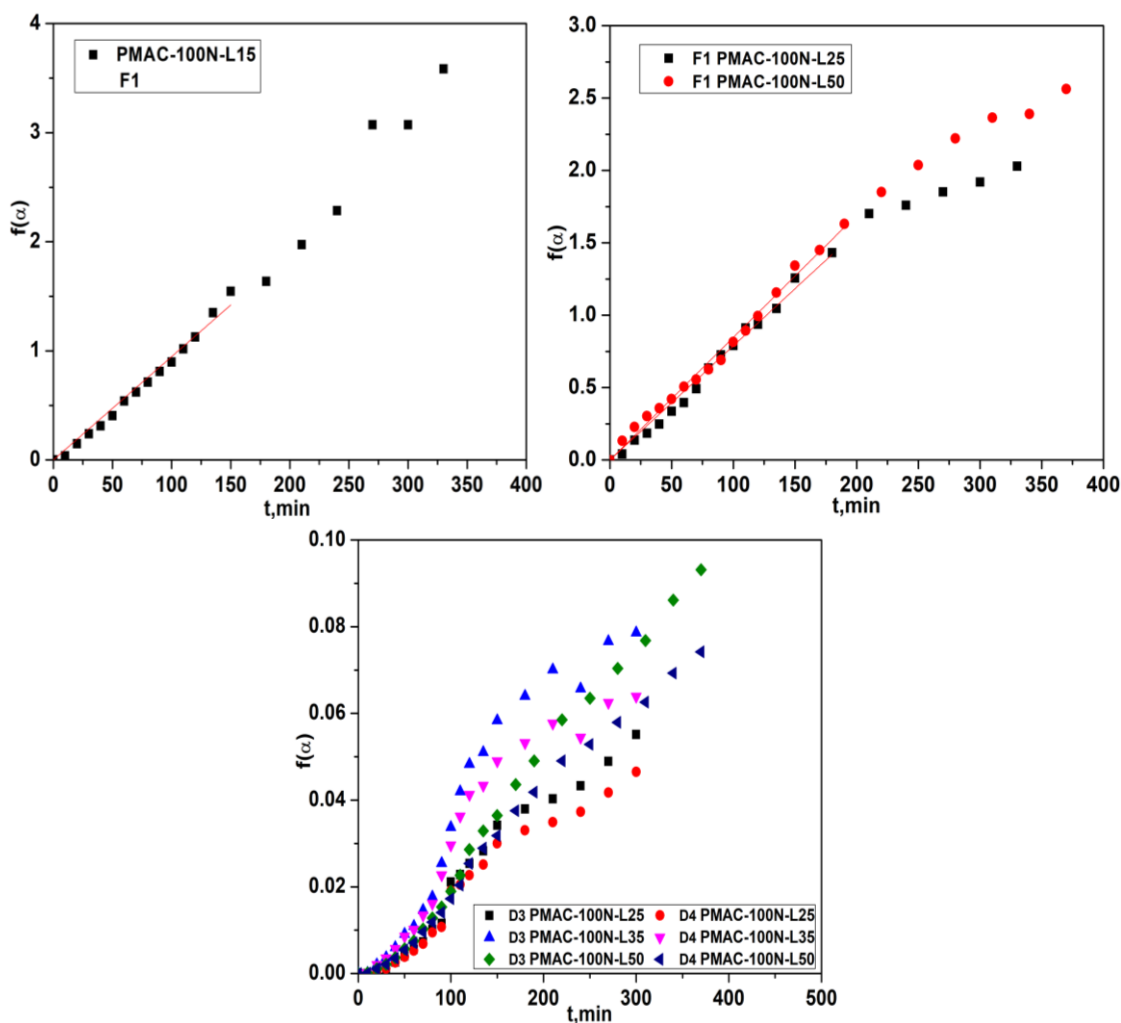 4
3
2
1
0
f(α)
PMAC-100N-L15
F1
0 50 100 150 200 250 300 350 400
t,min
3.0
2.5
2.0
1.5
1.0
0.5
0.0
f(α)
F1 PMAC-100N-L25
F1 PMAC-100N-L50
0 50 100 150 200 250 300 350 400
t,min
0.10
0.08
0.06
0.04
0.02
0.00
f(α)
D3 PMAC-100N-L25 D4 PMAC-100N-L25
D3 PMAC-100N-L35 D4 PMAC-100N-L35
D3 PMAC-100N-L50 D4 PMAC-100N-L50
0 100 200 300 400 500
t,min